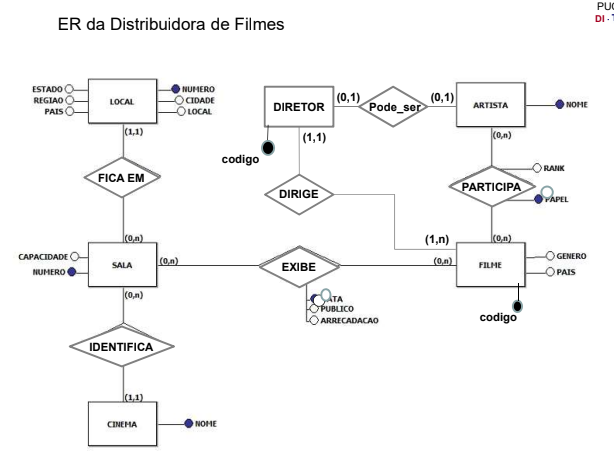 PUC
DI - T
ER da Distribuidora de Filmes
ESTADO
REGIAO
PAIS
LOCAL
NUMERO
CIDADE
LOCAL
(1,1)
DIRETOR
(0,1)
Pode_ser
(0,1)
ARTISTA
NOME
(1,1)
codigo
(0,n)
FICA EM
DIRIGE
RANK
PARTICIPA
PAPEL
(0,n)
(1,n)
(0,n)
CAPACIDADE
NUMERO
SALA
(0,n)
EXIBE
(0,n)
FILME
GENERO
PAIS
(0,n)
PUBLICO
ARRECADACAO
codigo
IDENTIFICA
(1,1)
CINEMA
NOME